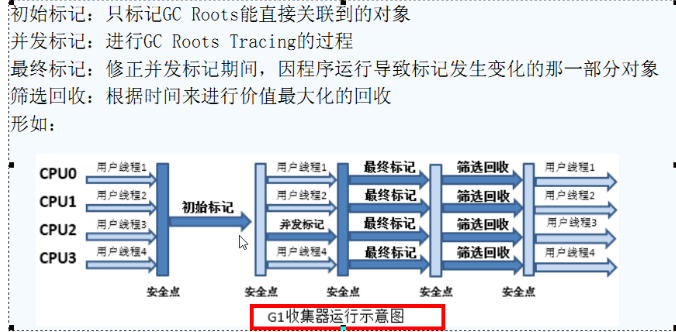 初始标记：只标记GC Roots能直接关联到的对象
并发标记：进行GC Roots Tracing的过程
最终标记：修正并发标记期间，因程序运行导致标记发生变化的那一部分对象
筛选回收：根据时间来进行价值最大化的回收
形如：
CPU0 用户线程1 用户线程1 最终标记 筛选回收 用户线程1
CPU1 用户线程2 初始标记 用户线程2 最终标记 筛选回收 用户线程2
CPU2 用户线程3 并发标记 最终标记 筛选回收 用户线程3
CPU3 用户线程4 用户线程4 最终标记 筛选回收 用户线程4
安全点 安全点 安全点 安全点 安全点
G1收集器运行示意图